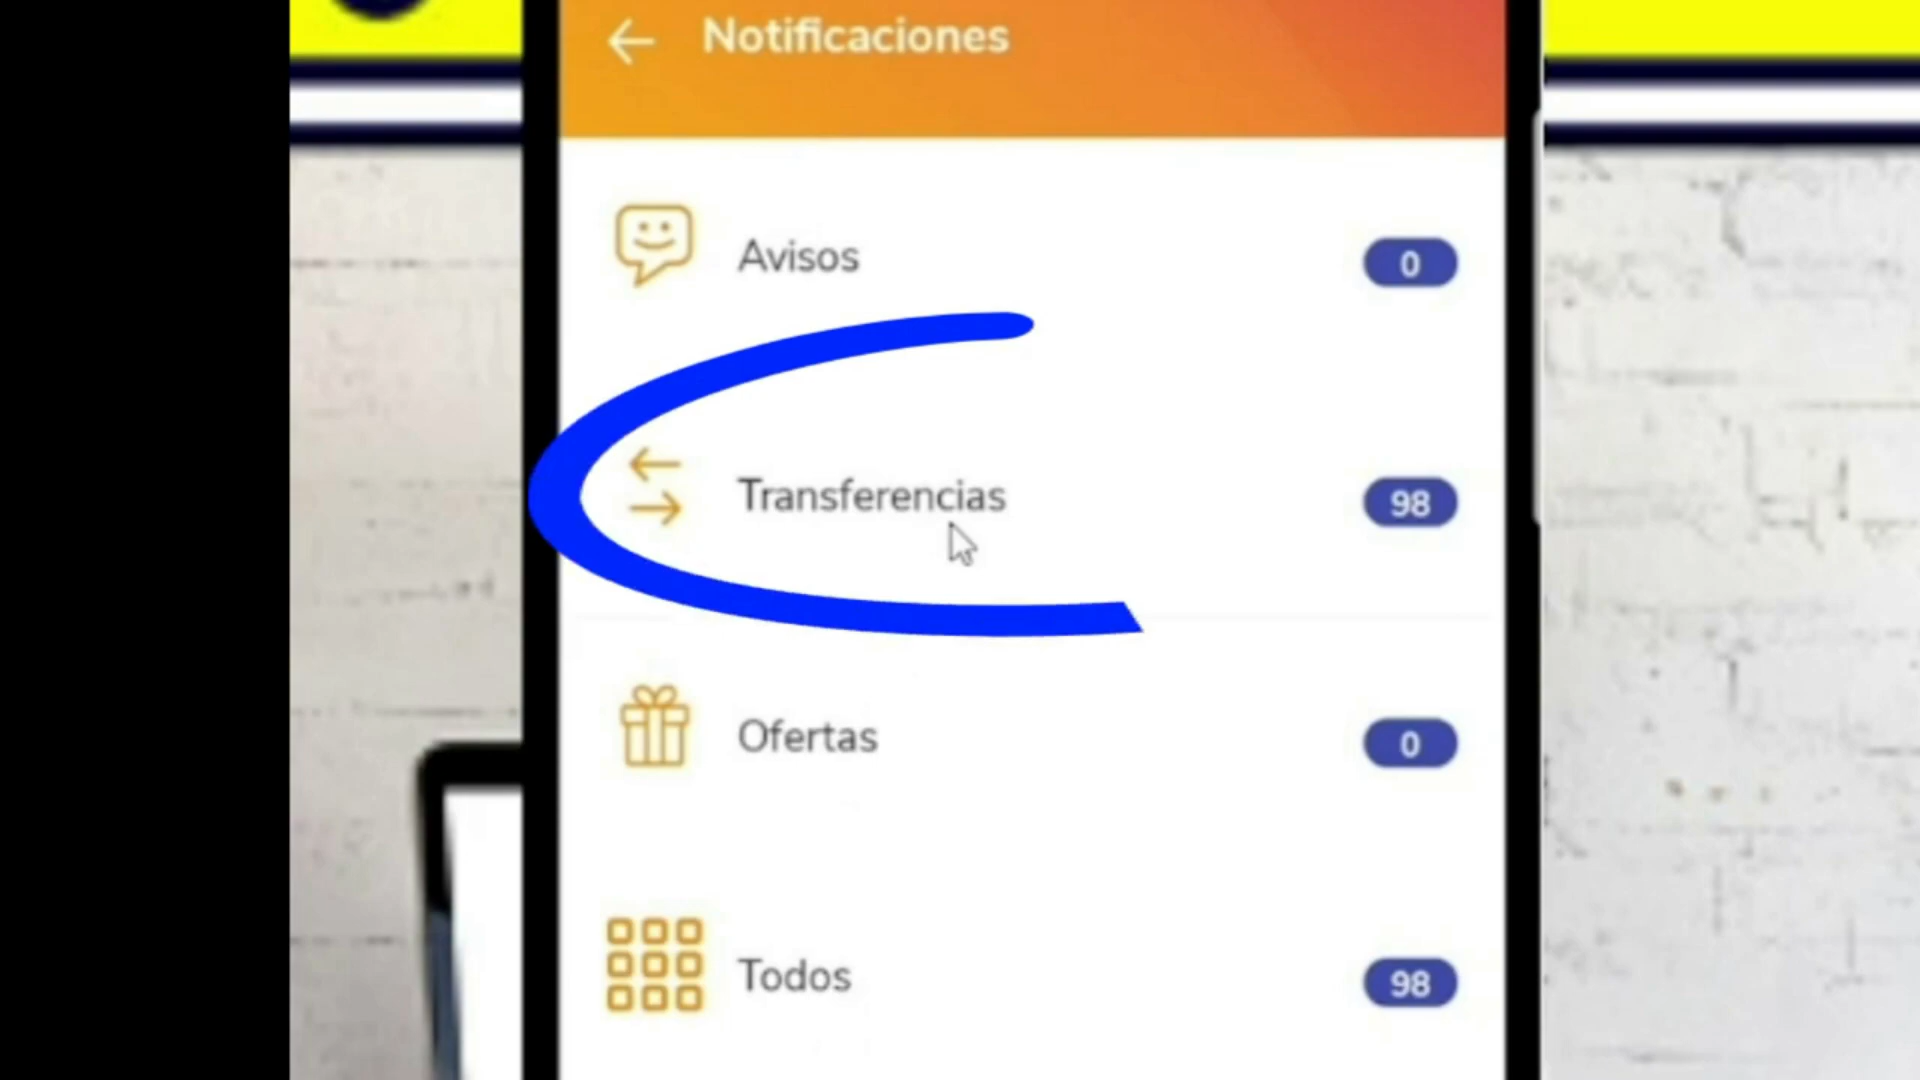 Notificaciones
Avisos 0
Transferencias 98
Ofertas 0
Todos 98